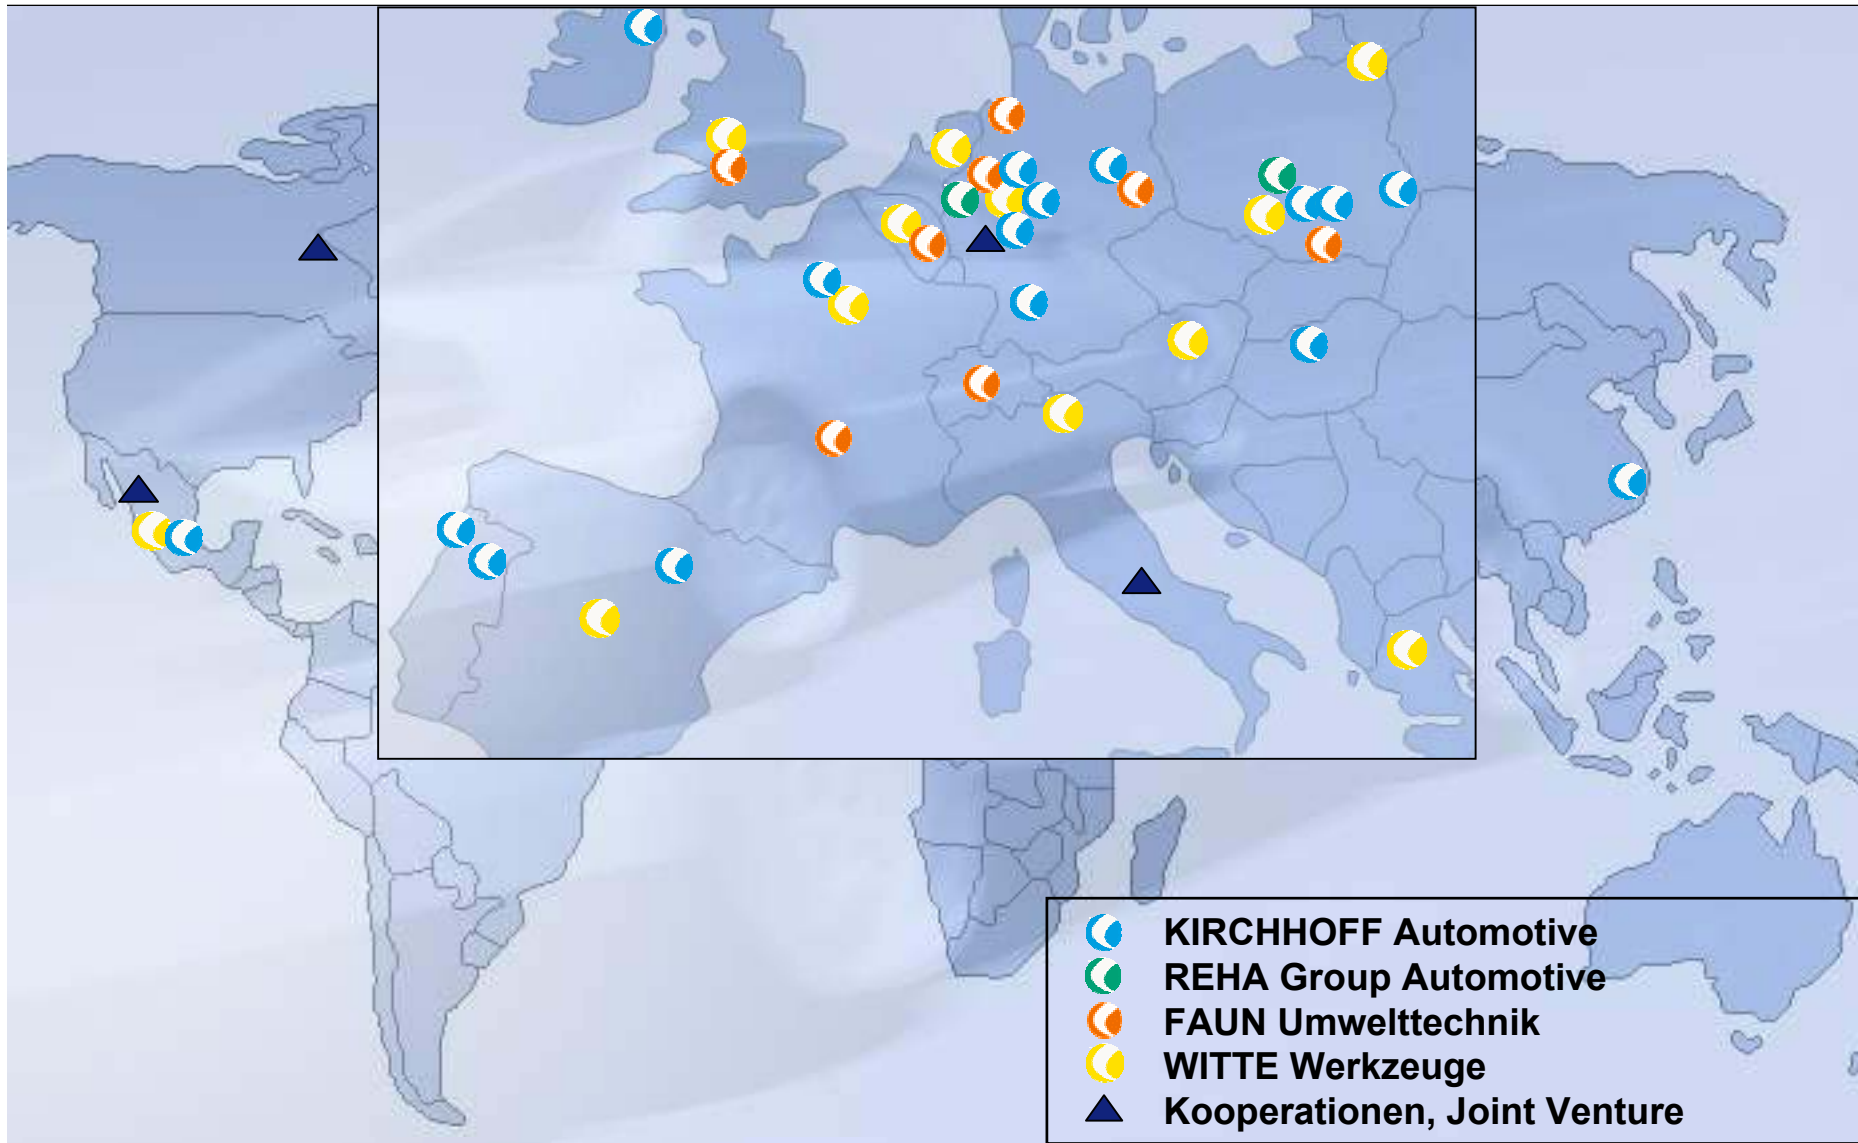 KIRCHHOFF Automotive
REHA Group Automotive
FAUN Umwelttechnik
WITTE Werkzeuge
Kooperationen, Joint Venture